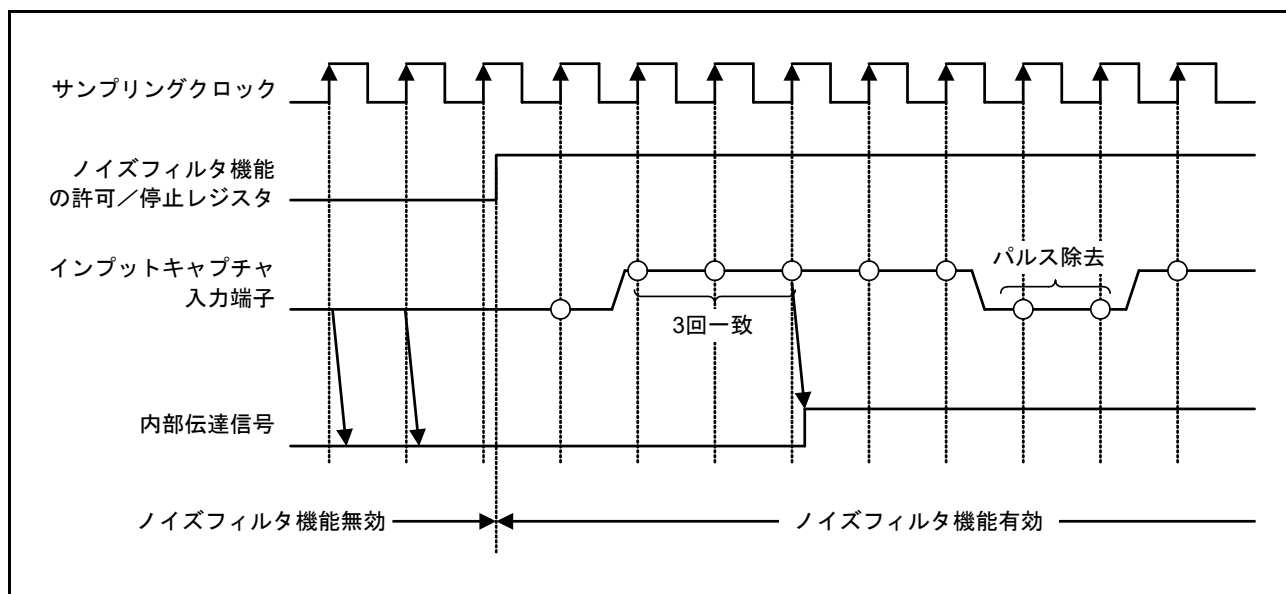 サンプリングクロック
ノイズフィルタ機能
の許可／停止レジスタ
インプットキャプチャ
入力端子
パルス除去
3回一致
内部伝達信号
ノイズフィルタ機能無効
ノイズフィルタ機能有効